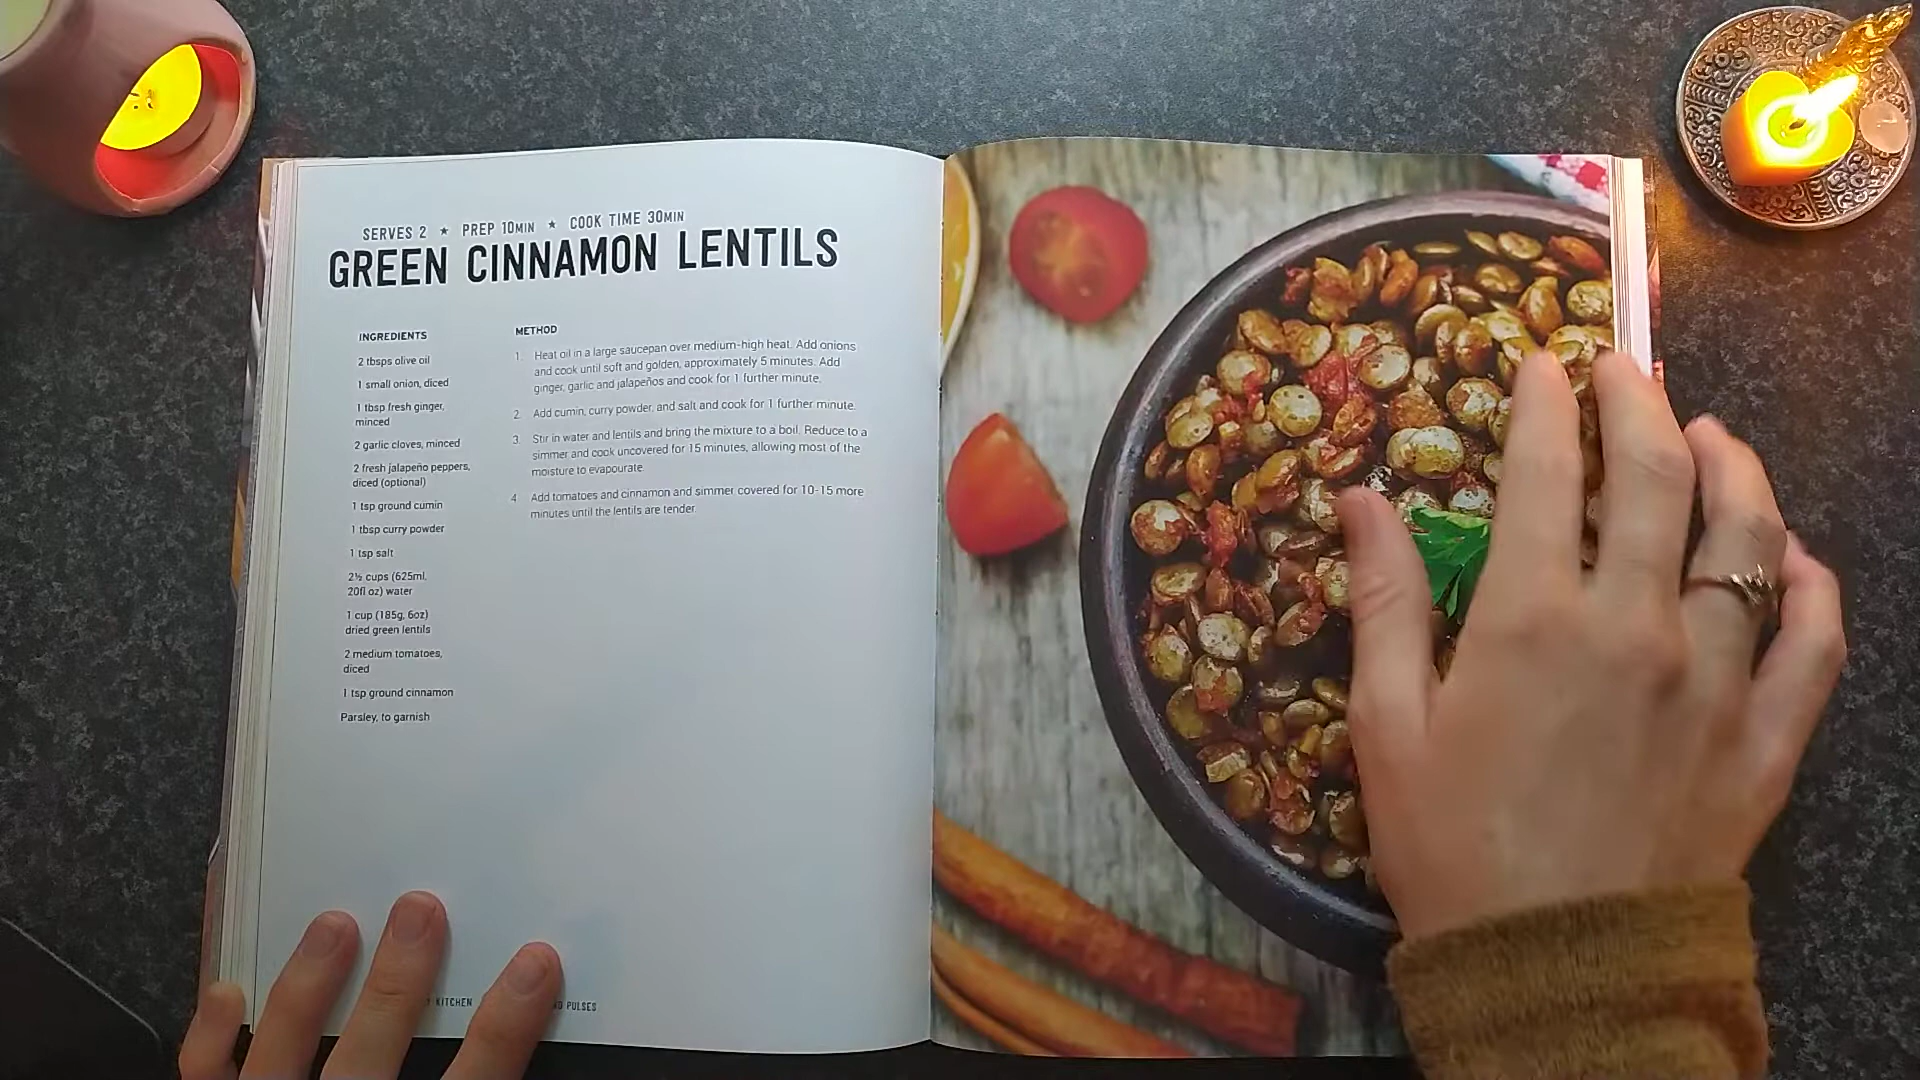 SERVES 2 ★ PREP 10MIN ★ COOK TIME 30MIN
GREEN CINNAMON LENTILS
INGREDIENTS
2 tbsps olive oil
1 small onion, diced
1 tbsp fresh ginger,
minced
2 garlic cloves, minced
2 fresh jalapeño peppers,
diced (optional)
1 tsp ground cumin
1 tbsp curry powder
1 tsp salt
2½ cups (625ml,
20fl oz) water
1 cup (185g, 6oz)
dried green lentils
2 medium tomatoes,
diced
1 tsp ground cinnamon
Parsley, to garnish
METHOD
1. Heat oil in a large saucepan over medium-high heat. Add onions
and cook until soft and golden, approximately 5 minutes. Add
ginger, garlic and jalapeños and cook for 1 further minute.
2. Add cumin, curry powder, and salt and cook for 1 further minute.
3. Stir in water and lentils and bring the mixture to a boil. Reduce to a
simmer and cook uncovered for 15 minutes, allowing most of the
moisture to evapourate.
4. Add tomatoes and cinnamon and simmer covered for 10-15 more
minutes until the lentils are tender.
KITCHEN PULSES